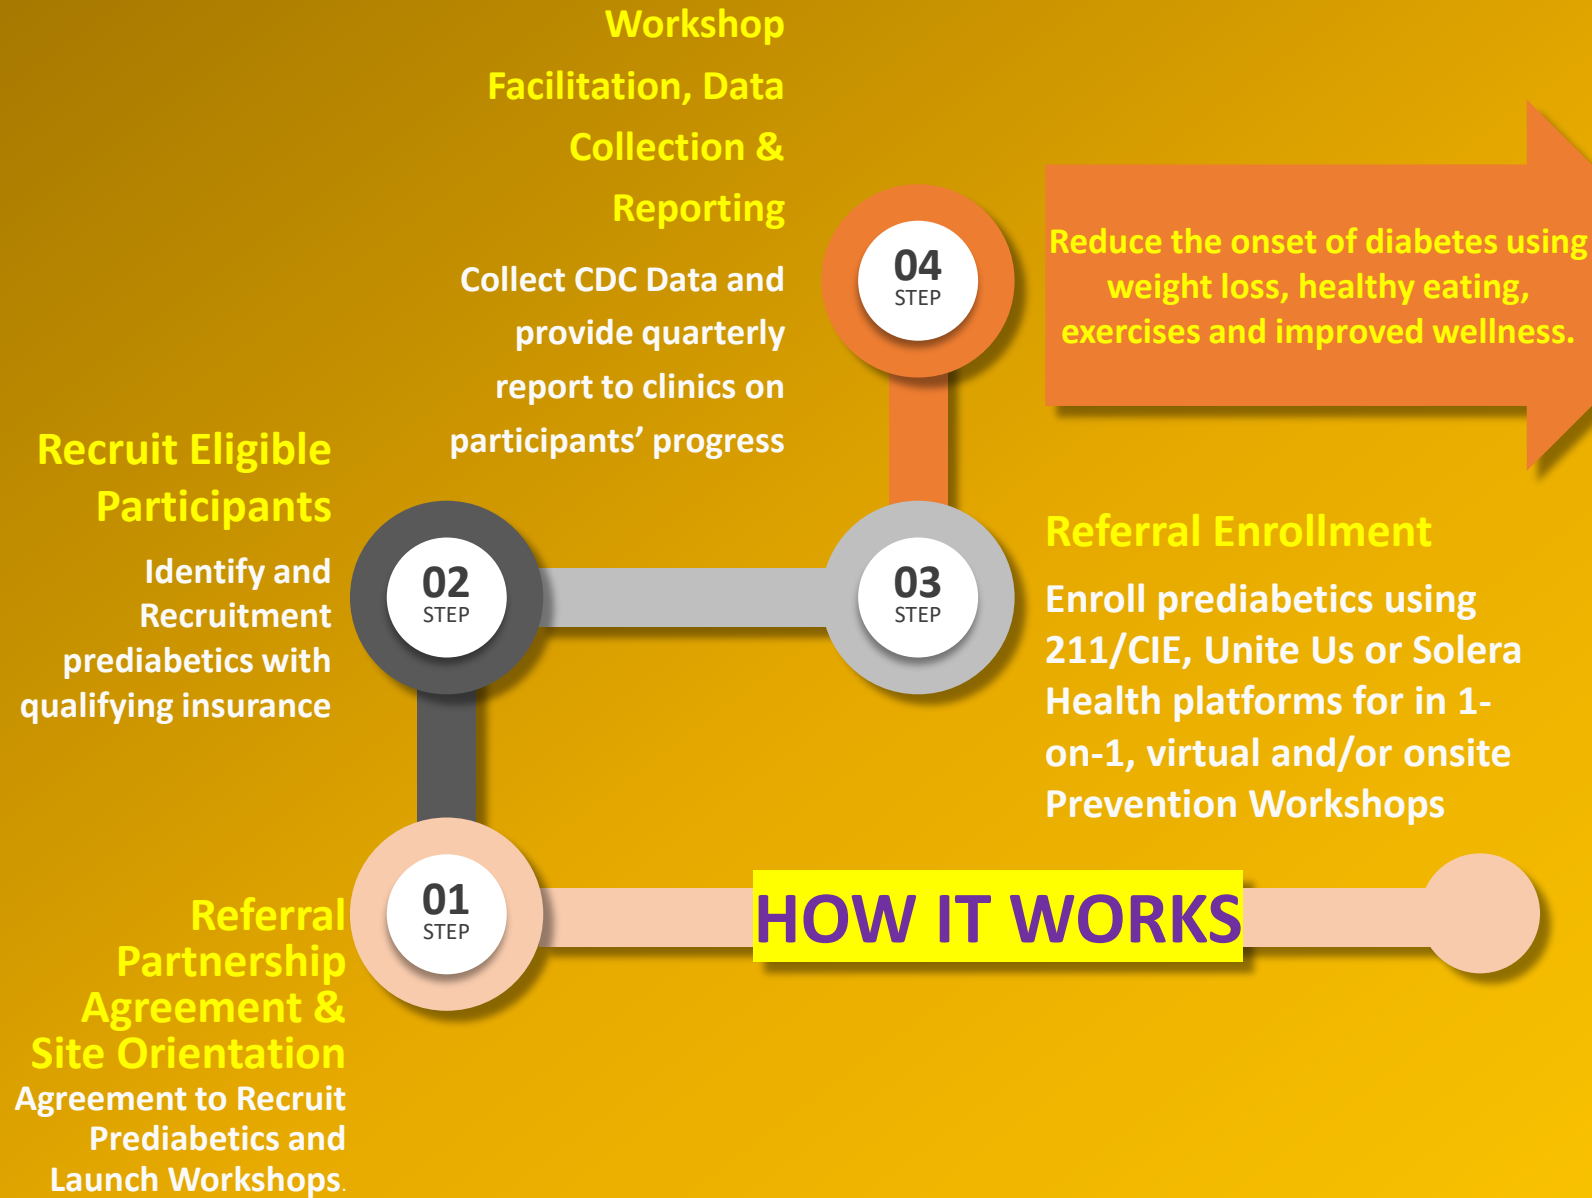 Workshop
Facilitation, Data
Collection &
Reporting
Collect CDC Data and
provide quarterly
report to clinics on
participants’ progress
04
STEP
Reduce the onset of diabetes using
weight loss, healthy eating,
exercises and improved wellness.
Recruit Eligible
Participants
Identify and
Recruitment
prediabetics with
qualifying insurance
02
STEP
03
STEP
Referral Enrollment
Enroll prediabetics using
211/CIE, Unite Us or Solera
Health platforms for in 1-
on-1, virtual and/or onsite
Prevention Workshops
01
STEP
HOW IT WORKS
Referral
Partnership
Agreement &
Site Orientation
Agreement to Recruit
Prediabetics and
Launch Workshops.